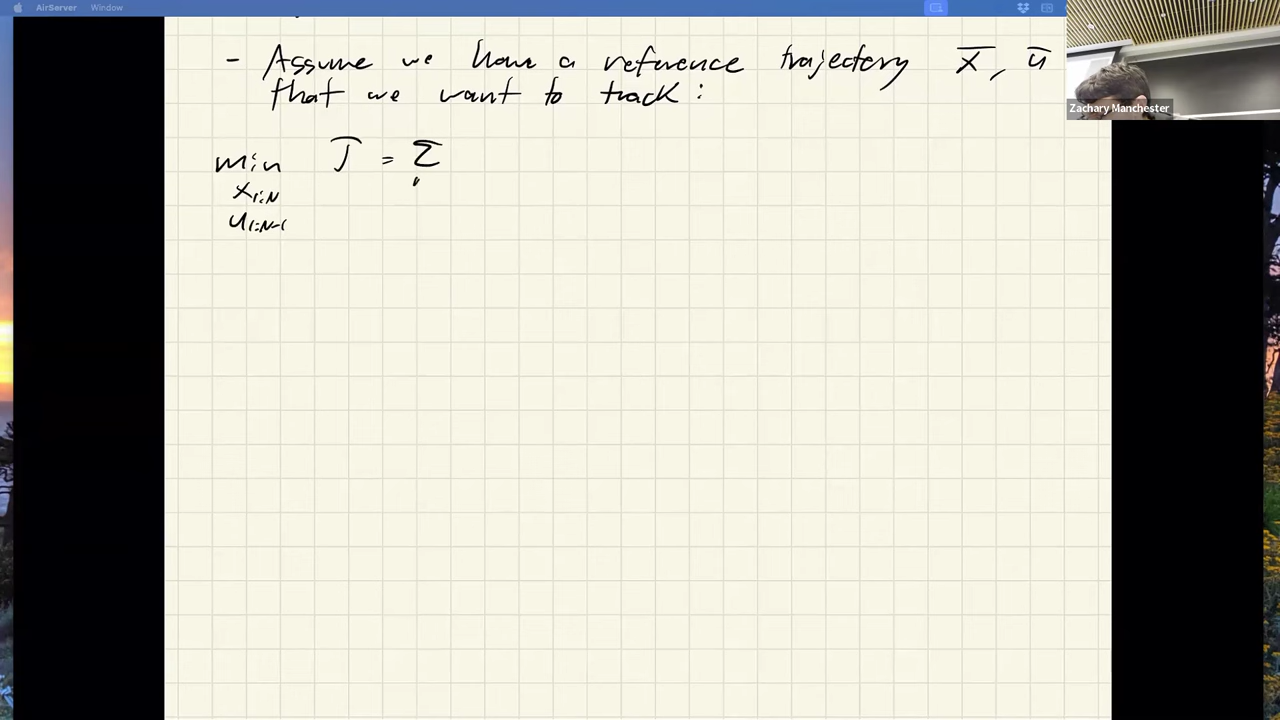 AirServer Window
- Assume we have a reference trajectory x̄, ū
that we want to track:
Zachary Manchester
min J = Σ
x₁:N
u₁:N-1